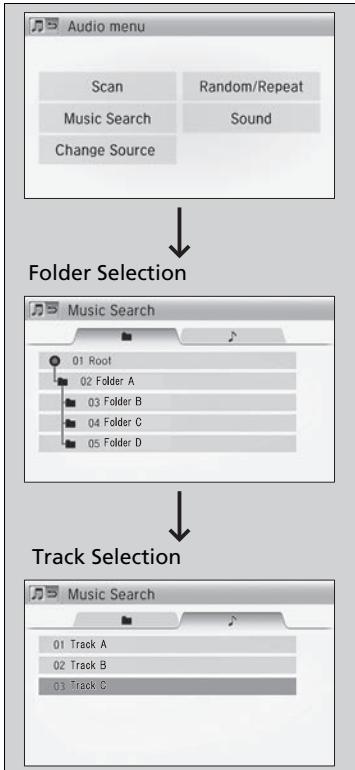 Audio menu
Scan Random/Repeat
Music Search Sound
Change Source
Folder Selection
Music Search
01 Root
02 Folder A
03 Folder B
04 Folder C
05 Folder D
Track Selection
Music Search
01 Track A
02 Track B
03 Track C